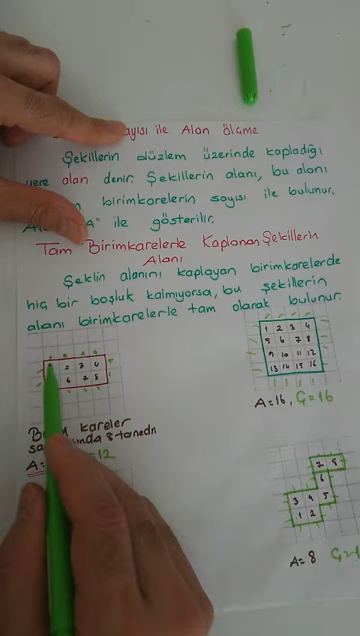 ayısı ile Alan Ölçme
Şekillerin düzlem üzerinde kapladığı
yere alan denir. Şekillerin alanı, bu alanı
birimkarelerin sayısı ile bulunur.
"A" ile gösterilir.
Tam Birimkarelerle Kaplanan Şekillerin
Alanı
Şeklin alanını kaplayan birimkarelerde
hiç bir boşluk kalmıyorsa, bu şekillerin
alanı birimkarelerle tam olarak bulunur.
2 3 4
6 7 8
kareler
8 tanedir
A= =12
1 2 3 4
5 6 7 8
9 10 11 12
13 14 15 16
A=16, Ç=16
7 8
6
3 4 5
1 2
A=8 Ç=1